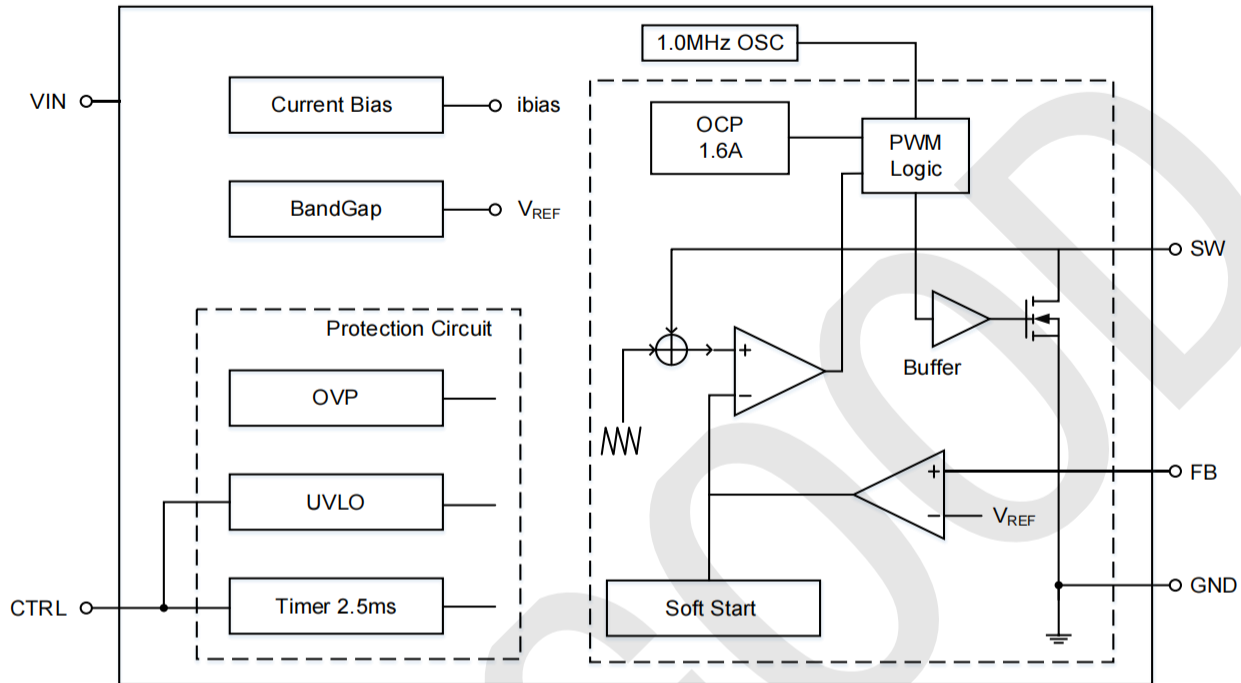 1.0MHz OSC
VIN
Current Bias
ibias
OCP
1.6A
PWM
Logic
BandGap
VREF
SW
Protection Circuit
+
−
Buffer
OVP
UVLO
+
−
VREF
FB
CTRL
Timer 2.5ms
Soft Start
GND